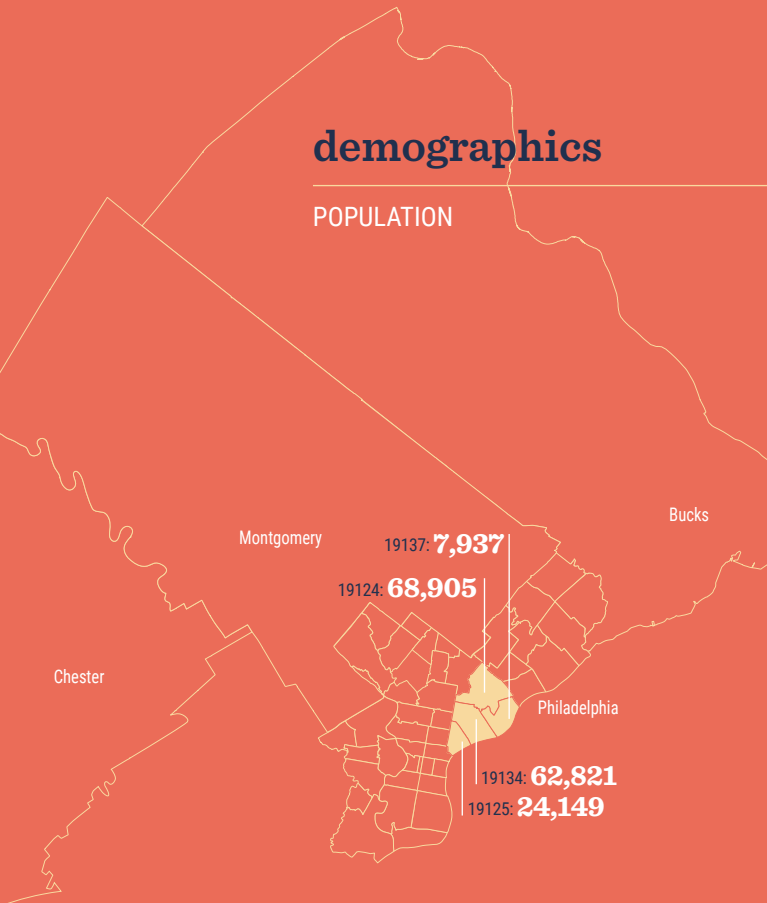 demographics
POPULATION
Bucks
Montgomery
19137: 7,937
19124: 68,905
Chester
Philadelphia
19134: 62,821
19125: 24,149